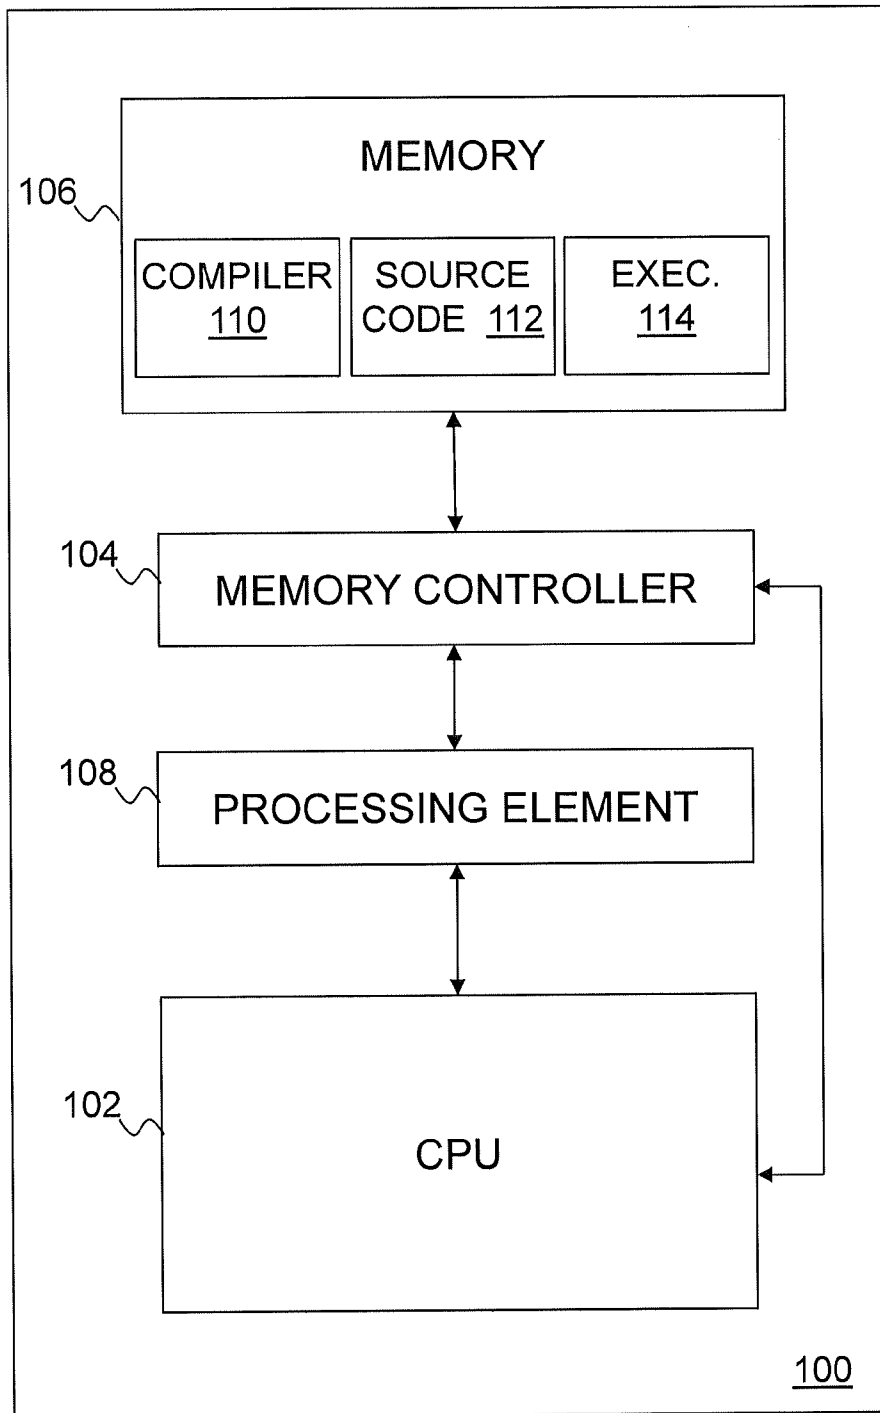 MEMORY
106
COMPILER
110
SOURCE
CODE 112
EXEC.
114
104
MEMORY CONTROLLER
108
PROCESSING ELEMENT
102
CPU
100